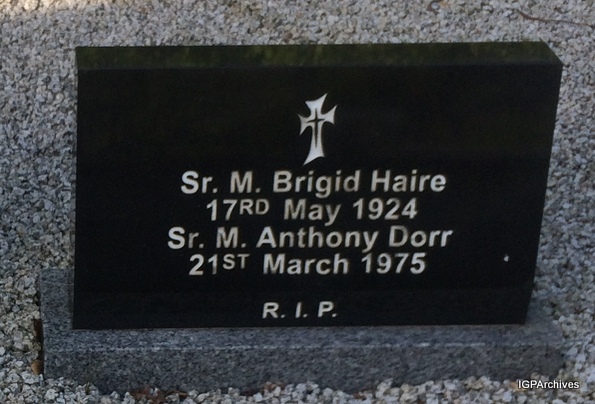 Sr. M. Brigid Haire
17RD May 1924
Sr. M. Anthony Dorr
21ST March 1975
R. I. P.
IGPArchives